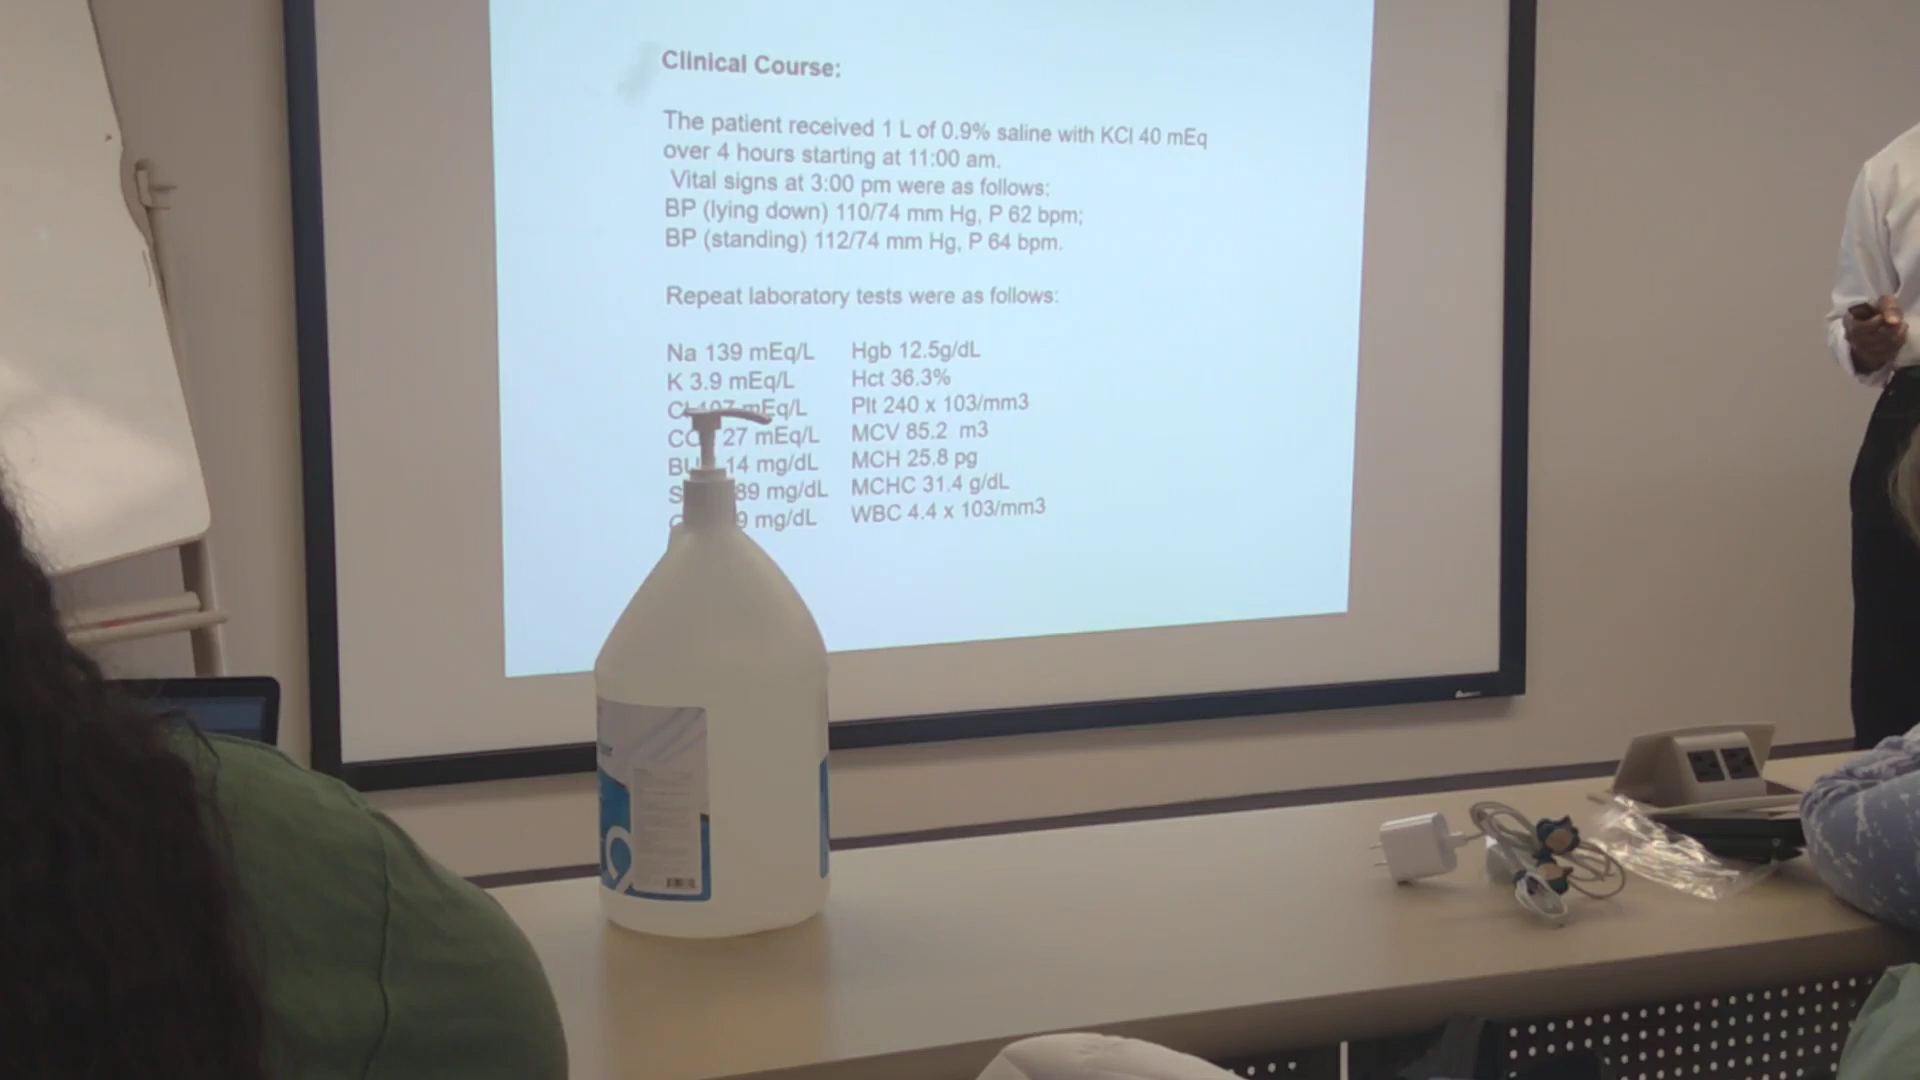 Clinical Course:
The patient received 1 L of 0.9% saline with KCl 40 mEq
over 4 hours starting at 11:00 am.
Vital signs at 3:00 pm were as follows:
BP (lying down) 110/74 mm Hg, P 62 bpm;
BP (standing) 112/74 mm Hg, P 64 bpm.
Repeat laboratory tests were as follows:
Na 139 mEq/L Hgb 12.5g/dL
K 3.9 mEq/L Hct 36.3%
mEq/L Plt 240 x 103/mm3
27 mEq/L MCV 85.2 m3
14 mg/dL MCH 25.8 pg
mg/dL MCHC 31.4 g/dL
mg/dL WBC 4.4 x 103/mm3